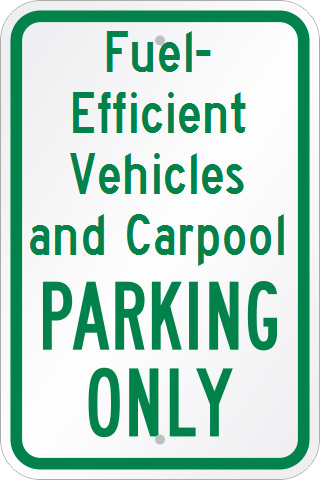 Fuel-
Efficient
Vehicles
and Carpool
PARKING
ONLY